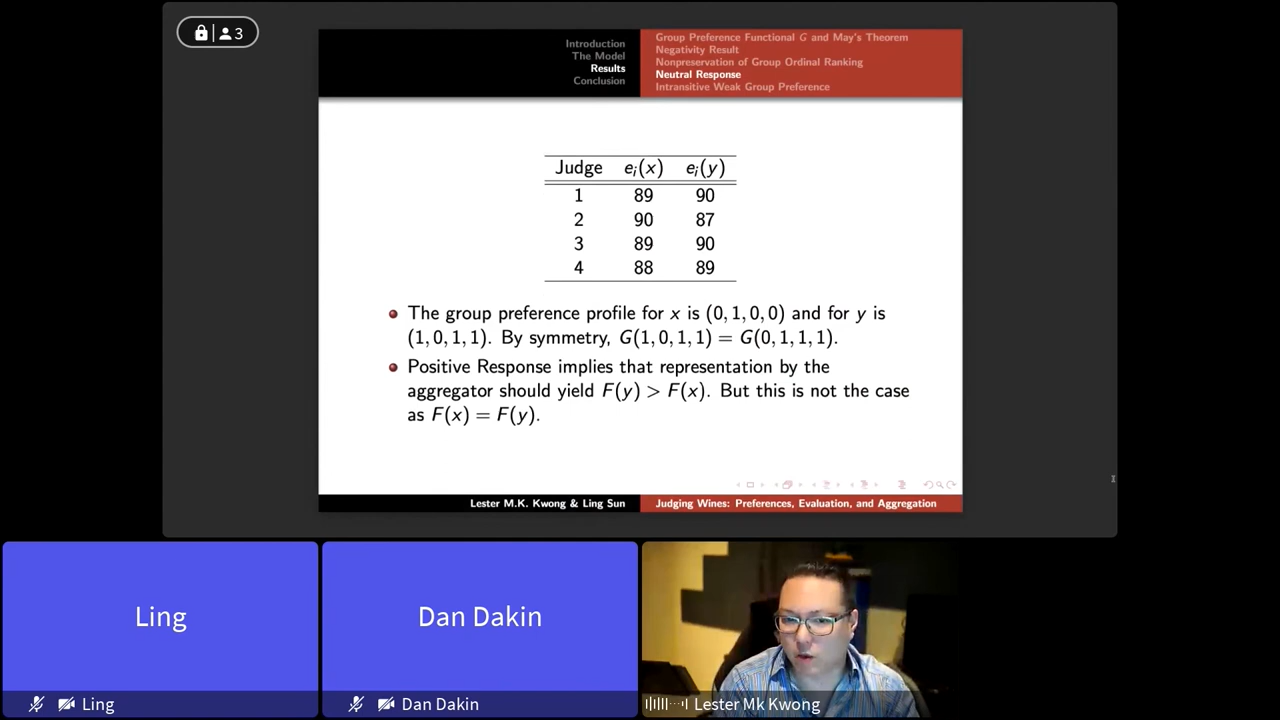 3
Introduction
The Model
Results
Conclusion
Group Preference Functional G and May's Theorem
Negativity Result
Nonpreservation of Group Ordinal Ranking
Neutral Response
Intransitive Weak Group Preference
Judge eᵢ(x) eᵢ(y)
1 89 90
2 90 87
3 89 90
4 88 89
The group preference profile for x is (0, 1, 0, 0) and for y is
(1, 0, 1, 1). By symmetry, G(1, 0, 1, 1) = G(0, 1, 1, 1).
Positive Response implies that representation by the
aggregator should yield F(y) > F(x). But this is not the case
as F(x) = F(y).
Lester M.K. Kwong & Ling Sun
Judging Wines: Preferences, Evaluation, and Aggregation
Ling
Dan Dakin
Ling
Dan Dakin
Lester Mk Kwong